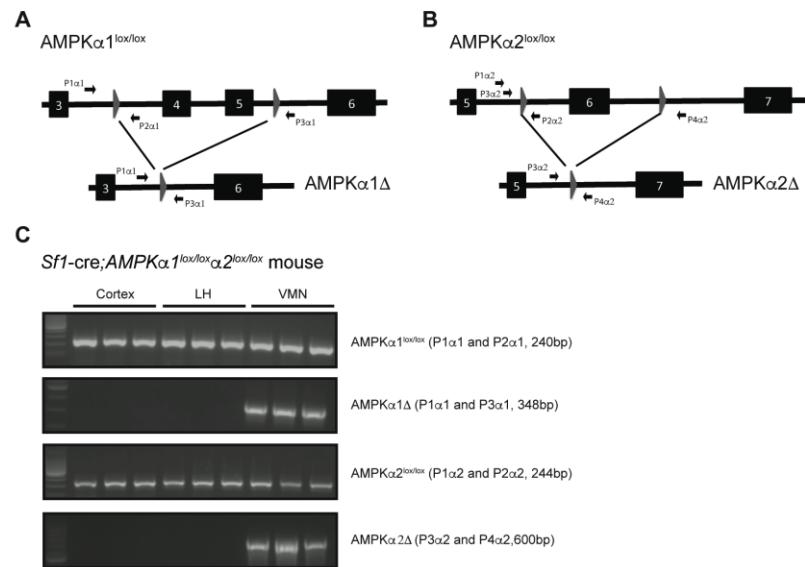 A
AMPKα1lox/lox
P1α1
3
4
5
6
P2α1
P3α1
P1α1
3
6
AMPKα1Δ
P3α1
B
AMPKα2lox/lox
P1α2
P3α2
5
6
7
P2α2
P4α2
P3α2
5
7
AMPKα2Δ
P4α2
C
Sf1-cre;AMPKα1lox/loxα2lox/lox mouse
Cortex LH VMN
AMPKα1lox/lox (P1α1 and P2α1, 240bp)
AMPKα1Δ (P1α1 and P3α1, 348bp)
AMPKα2lox/lox (P1α2 and P2α2, 244bp)
AMPKα2Δ (P3α2 and P4α2,600bp)